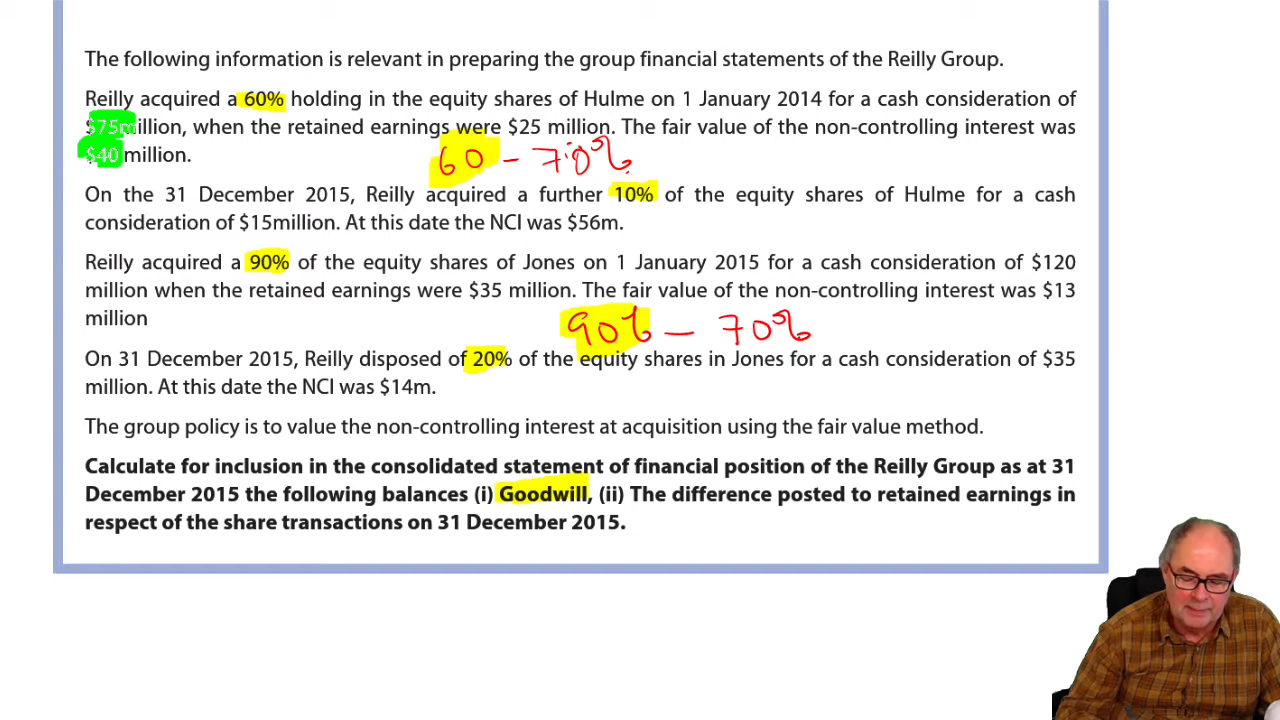 The following information is relevant in preparing the group financial statements of the Reilly Group.
Reilly acquired a 60% holding in the equity shares of Hulme on 1 January 2014 for a cash consideration of
$75million, when the retained earnings were $25 million. The fair value of the non-controlling interest was
$40 million.
60 - 70%
On the 31 December 2015, Reilly acquired a further 10% of the equity shares of Hulme for a cash
consideration of $15million. At this date the NCI was $56m.
Reilly acquired a 90% of the equity shares of Jones on 1 January 2015 for a cash consideration of $120
million when the retained earnings were $35 million. The fair value of the non-controlling interest was $13
million
90% - 70%
On 31 December 2015, Reilly disposed of 20% of the equity shares in Jones for a cash consideration of $35
million. At this date the NCI was $14m.
The group policy is to value the non-controlling interest at acquisition using the fair value method.
Calculate for inclusion in the consolidated statement of financial position of the Reilly Group as at 31
December 2015 the following balances (i) Goodwill, (ii) The difference posted to retained earnings in
respect of the share transactions on 31 December 2015.